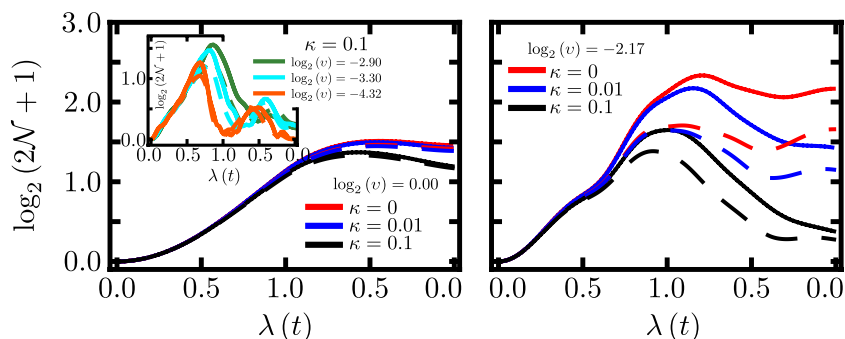 3.0
2.0
1.0
0.0
log₂ (2𝒩 + 1)
0.0 0.5 1.0 0.5 0.0
λ (t)
log₂ (υ) = 0.00
κ = 0
κ = 0.01
κ = 0.1
1.0
0.0
log₂ (2𝒩 + 1)
0.0 0.5 1.0 0.5 0.0
λ (t)
κ = 0.1
log₂ (υ) = −2.90
log₂ (υ) = −3.30
log₂ (υ) = −4.32
log₂ (υ) = −2.17
κ = 0
κ = 0.01
κ = 0.1
0.0 0.5 1.0 0.5 0.0
λ (t)